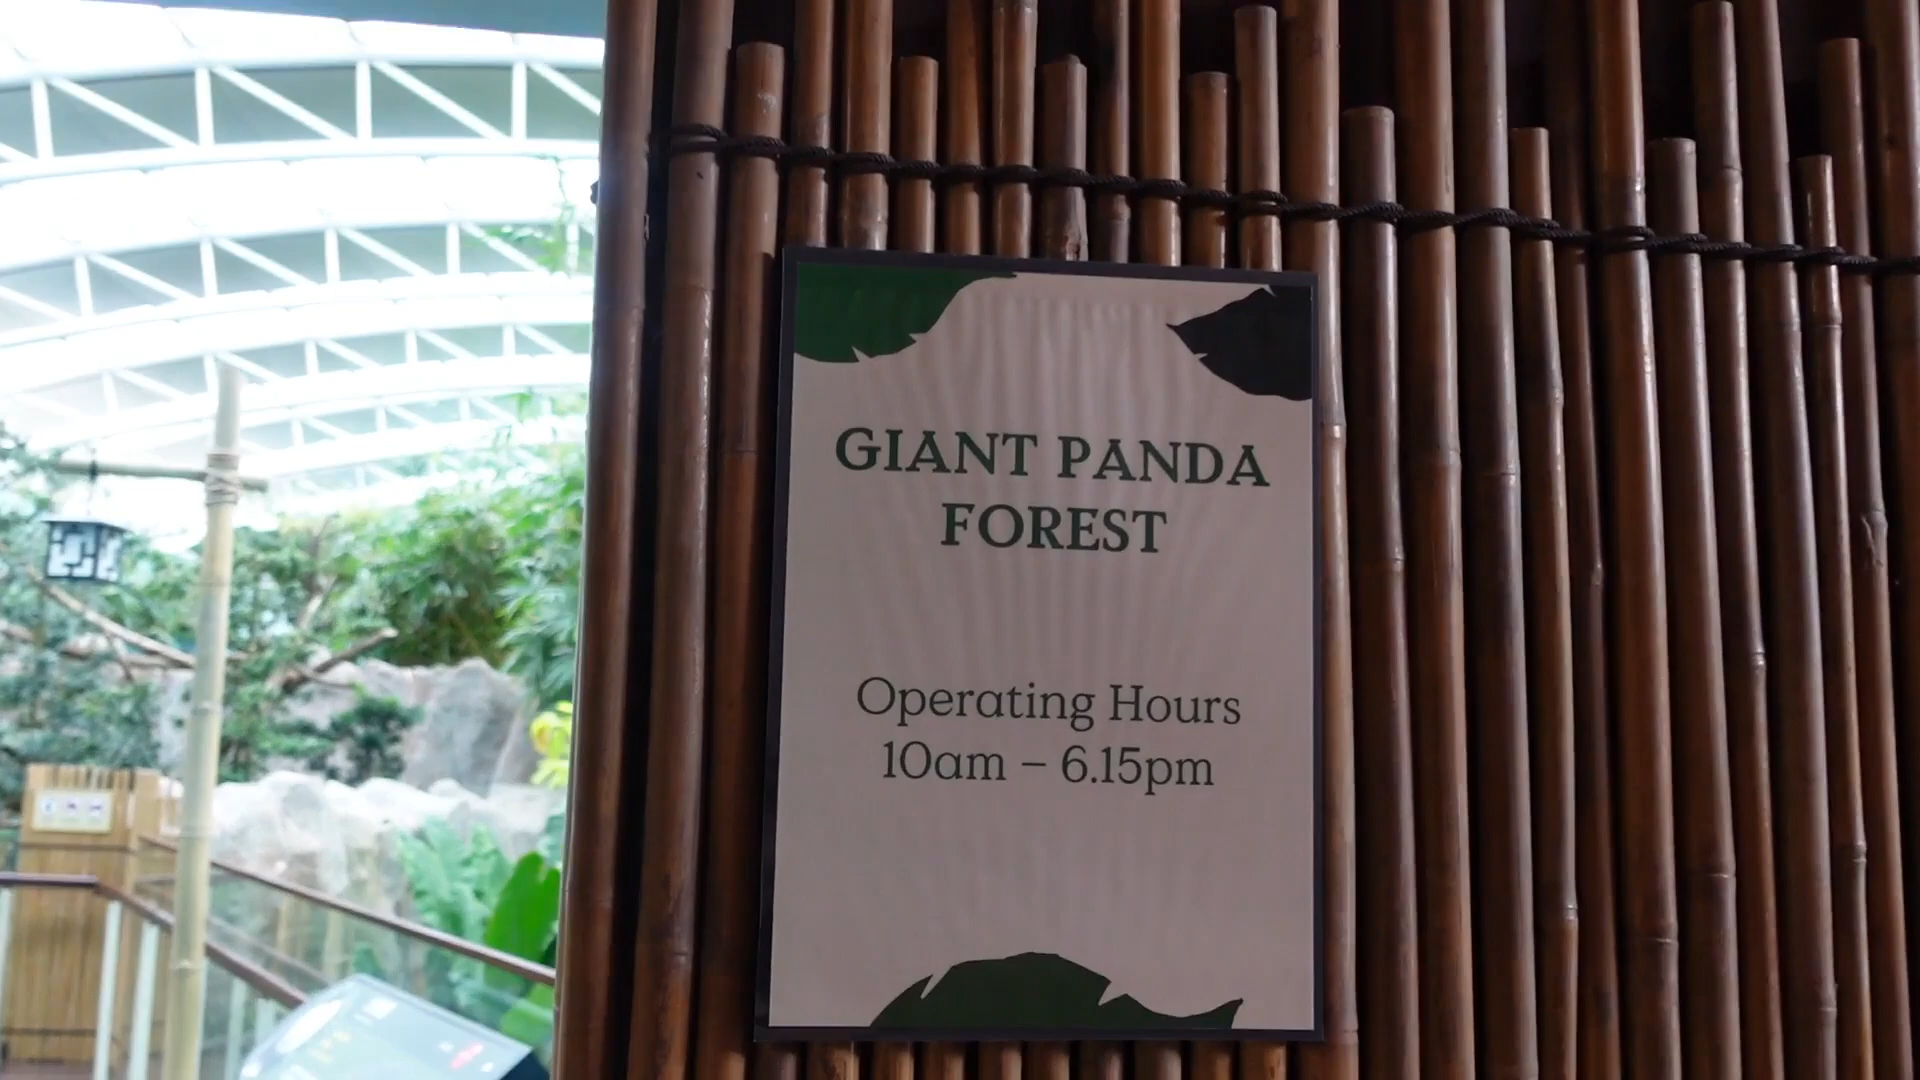 GIANT PANDA
FOREST
Operating Hours
10am – 6.15pm